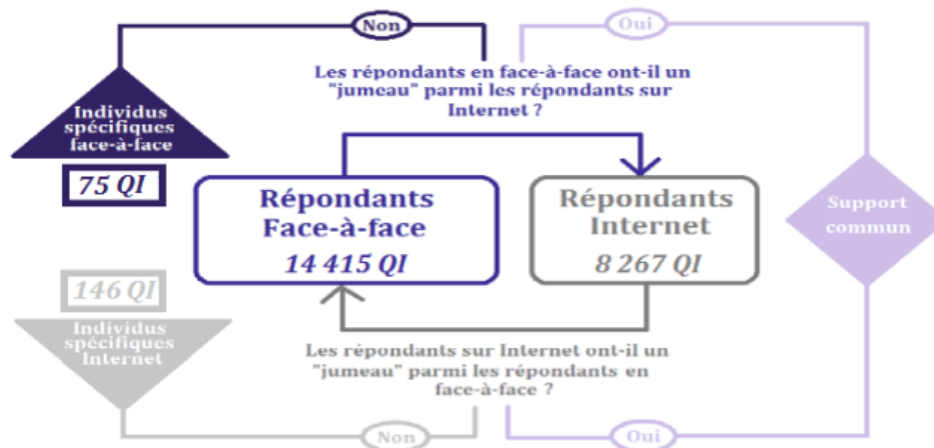 Non
Oui
Les répondants en face-à-face ont-il un
"jumeau" parmi les répondants sur
Internet ?
Individus
spécifiques
face-à-face
75 QI
Répondants
Face-à-face
14 415 QI
Répondants
Internet
8 267 QI
Support
commun
146 QI
Individus
spécifiques
Internet
Les répondants sur Internet ont-il un
"jumeau" parmi les répondants en
face-à-face ?
Non
Oui